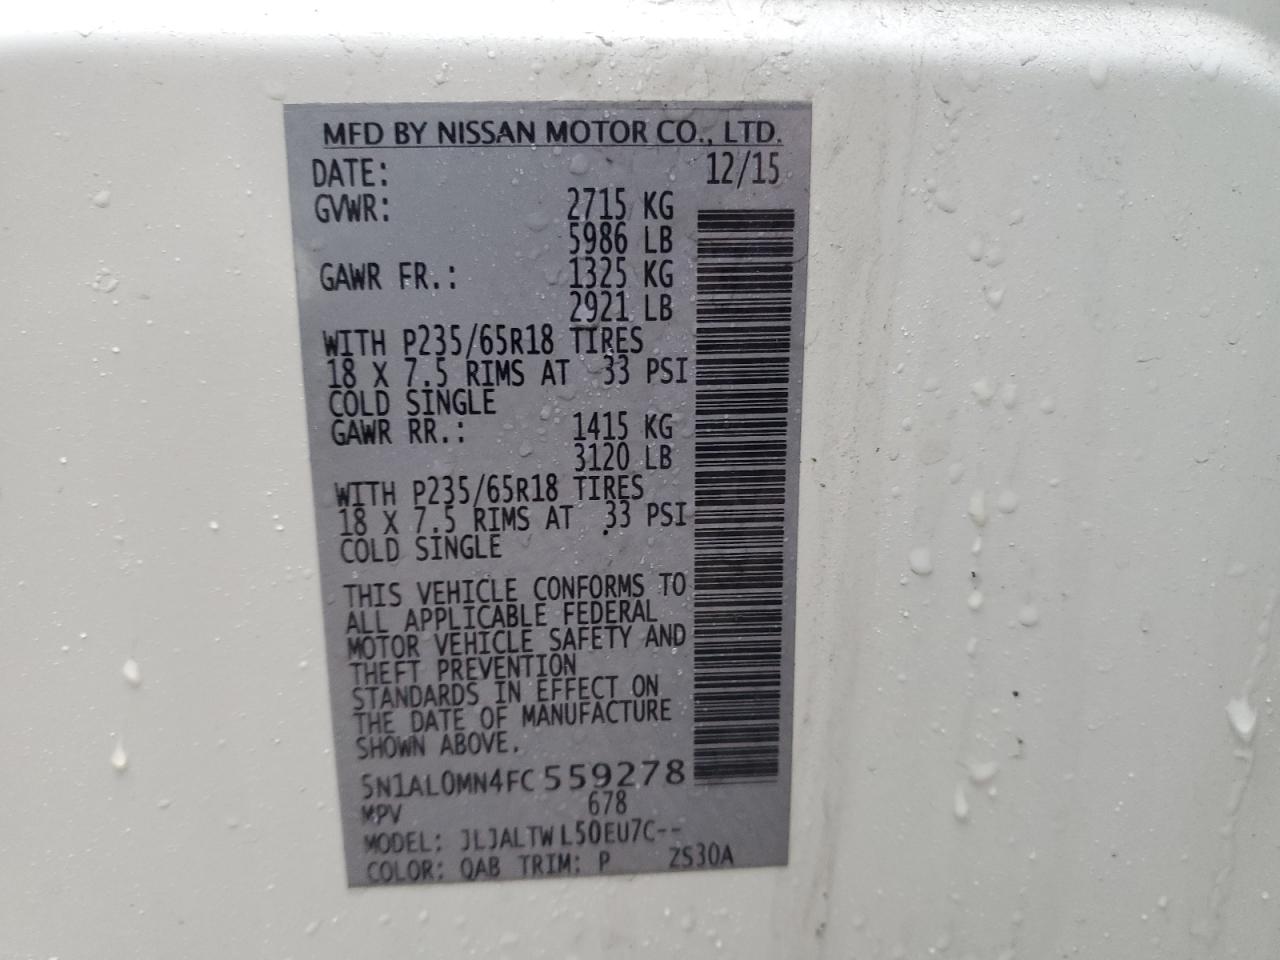 MFD BY NISSAN MOTOR CO., LTD.
DATE: 12/15
GVWR: 2715 KG
5986 LB
GAWR FR.: 1325 KG
2921 LB
WITH P235/65R18 TIRES
18 X 7.5 RIMS AT 33 PSI
COLD SINGLE
GAWR RR.: 1415 KG
3120 LB
WITH P235/65R18 TIRES
18 X 7.5 RIMS AT 33 PSI
COLD SINGLE
THIS VEHICLE CONFORMS TO
ALL APPLICABLE FEDERAL
MOTOR VEHICLE SAFETY AND
THEFT PREVENTION
STANDARDS IN EFFECT ON
THE DATE OF MANUFACTURE
SHOWN ABOVE.
5N1AL0MN4FC559278
MPV 678
MODEL: JLJALTWL50EU7C--
COLOR: QAB TRIM: P ZS30A